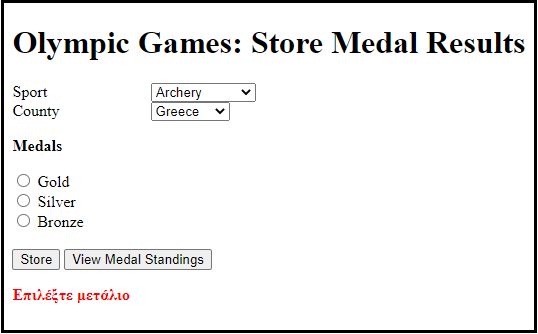 Olympic Games: Store Medal Results
Sport Archery
County Greece
Medals
Gold
Silver
Bronze
Store View Medal Standings
Επιλέξτε μετάλιο